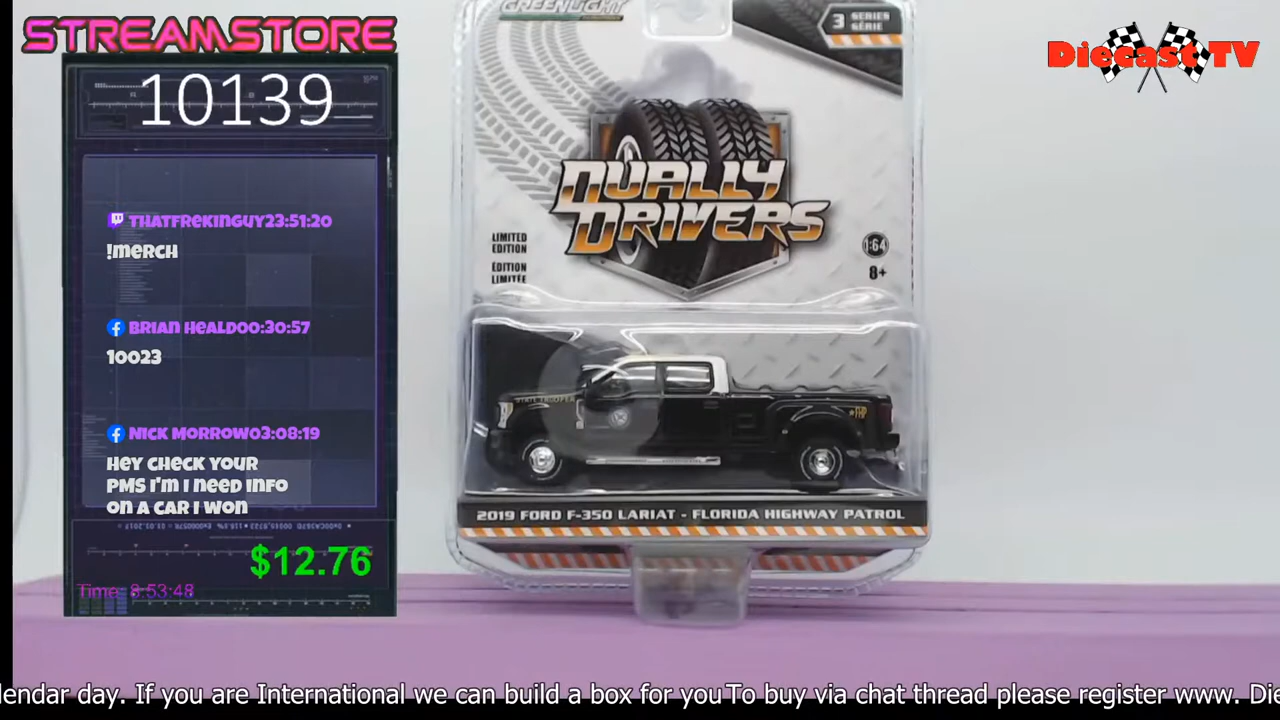 STREAMSTORE
10139
THATFREKINGUY23:51:20
!merch
BRIAN HEALD00:30:57
10023
NICK MORROW03:08:19
Hey check your
PMs I'm I need info
on a car I won
$12.76
Time: 8:53:48
GREENLIGHT
3 SERIES
SÉRIE
Diecast TV
DUALLY
DRIVERS
LIMITED
EDITION
ÉDITION
LIMITÉE
1:64
8+
STATE TROOPER
FHP
2019 FORD F-350 LARIAT - FLORIDA HIGHWAY PATROL
lendar day. If you are International we can build a box for youTo buy via chat thread please register www. Die